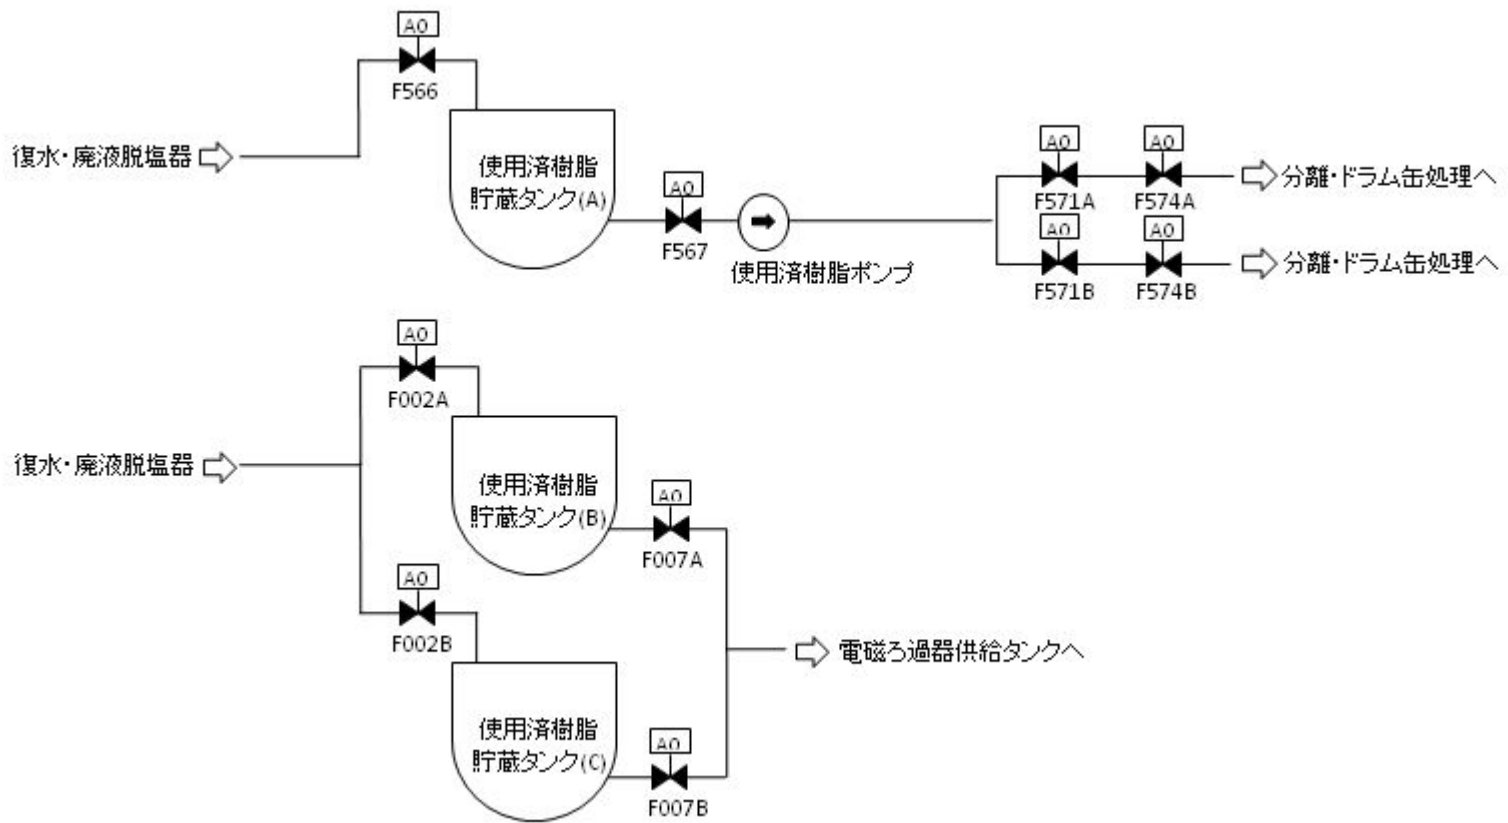 AO
F566
復水・廃液脱塩器
使用済樹脂
貯蔵タンク(A)
AO
F567
使用済樹脂ポンプ
AO
F571A
AO
F574A
分離・ドラム缶処理へ
AO
F571B
AO
F574B
分離・ドラム缶処理へ
AO
F002A
復水・廃液脱塩器
使用済樹脂
貯蔵タンク(B)
AO
F007A
AO
F002B
電磁ろ過器供給タンクへ
使用済樹脂
貯蔵タンク(C)
AO
F007B